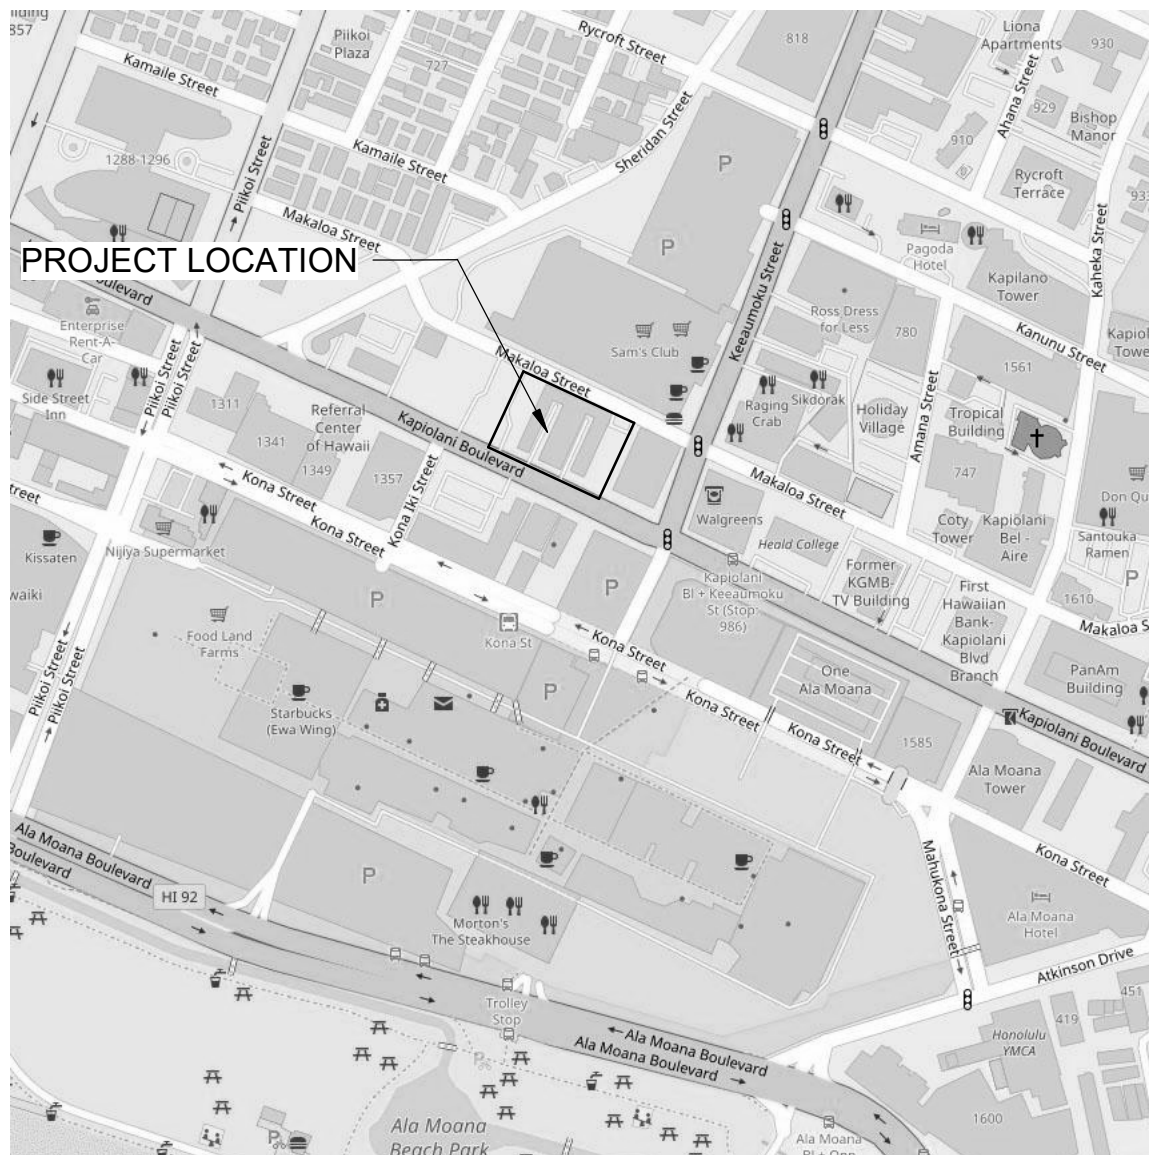 857
Kamaile Street
Piikoi
Plaza
727
Rycroft Street
818
Liona
Apartments
930
Ahana Street
929
Bishop
Manor
910
Rycroft
Terrace
Sheridan Street
1288-1296
Piikoi Street
Kamaile Street
Makaloa Street
P
P
Pagoda
Hotel
Kapilano
Tower
Kaheka Street
PROJECT LOCATION
Boulevard
Enterprise
Rent-A-
Car
Keeaumoku Street
Ross Dress
for Less
780
Kanunu Street
1561
Sam's Club
Makaloa Street
Side Street
Inn
Piikoi Street
Piikoi Street
1311
Referral
Center
of Hawaii
Kapiolani Boulevard
1341
1349
1357
Raging
Crab
Sikdorak
Holiday
Village
Amana Street
Tropical
Building
747
Makaloa Street
Kona Street
Kona Street
Kona Iki Street
Walgreens
Heald College
Coty
Tower
Kapiolani
Bel -
Aire
Santouka
Ramen
Kissaten
Nijiya Supermarket
P
P
P
Kapiolani
Bl + Keeaumoku
St (Stop:
986)
Former
KGMB-
TV Building
First
Hawaiian
Bank-
Kapiolani
Blvd
Branch
1610
Food Land
Farms
Kona St
Kona Street
One
Ala Moana
PanAm
Building
Piikoi Street
Piikoi Street
Starbucks
(Ewa Wing)
P
Kona Street
Kona Street
1585
Kapiolani Boulevard
Ala Moana
Tower
Ala Moana Boulevard
Boulevard
HI 92
P
Morton's
The Steakhouse
Mahukona Street
Kona Street
Ala Moana
Hotel
Atkinson Drive
Trolley
Stop
Ala Moana Boulevard
Ala Moana Boulevard
Honolulu
YMCA
419
451
1600
P
Ala Moana
Beach Park
Ala Moana